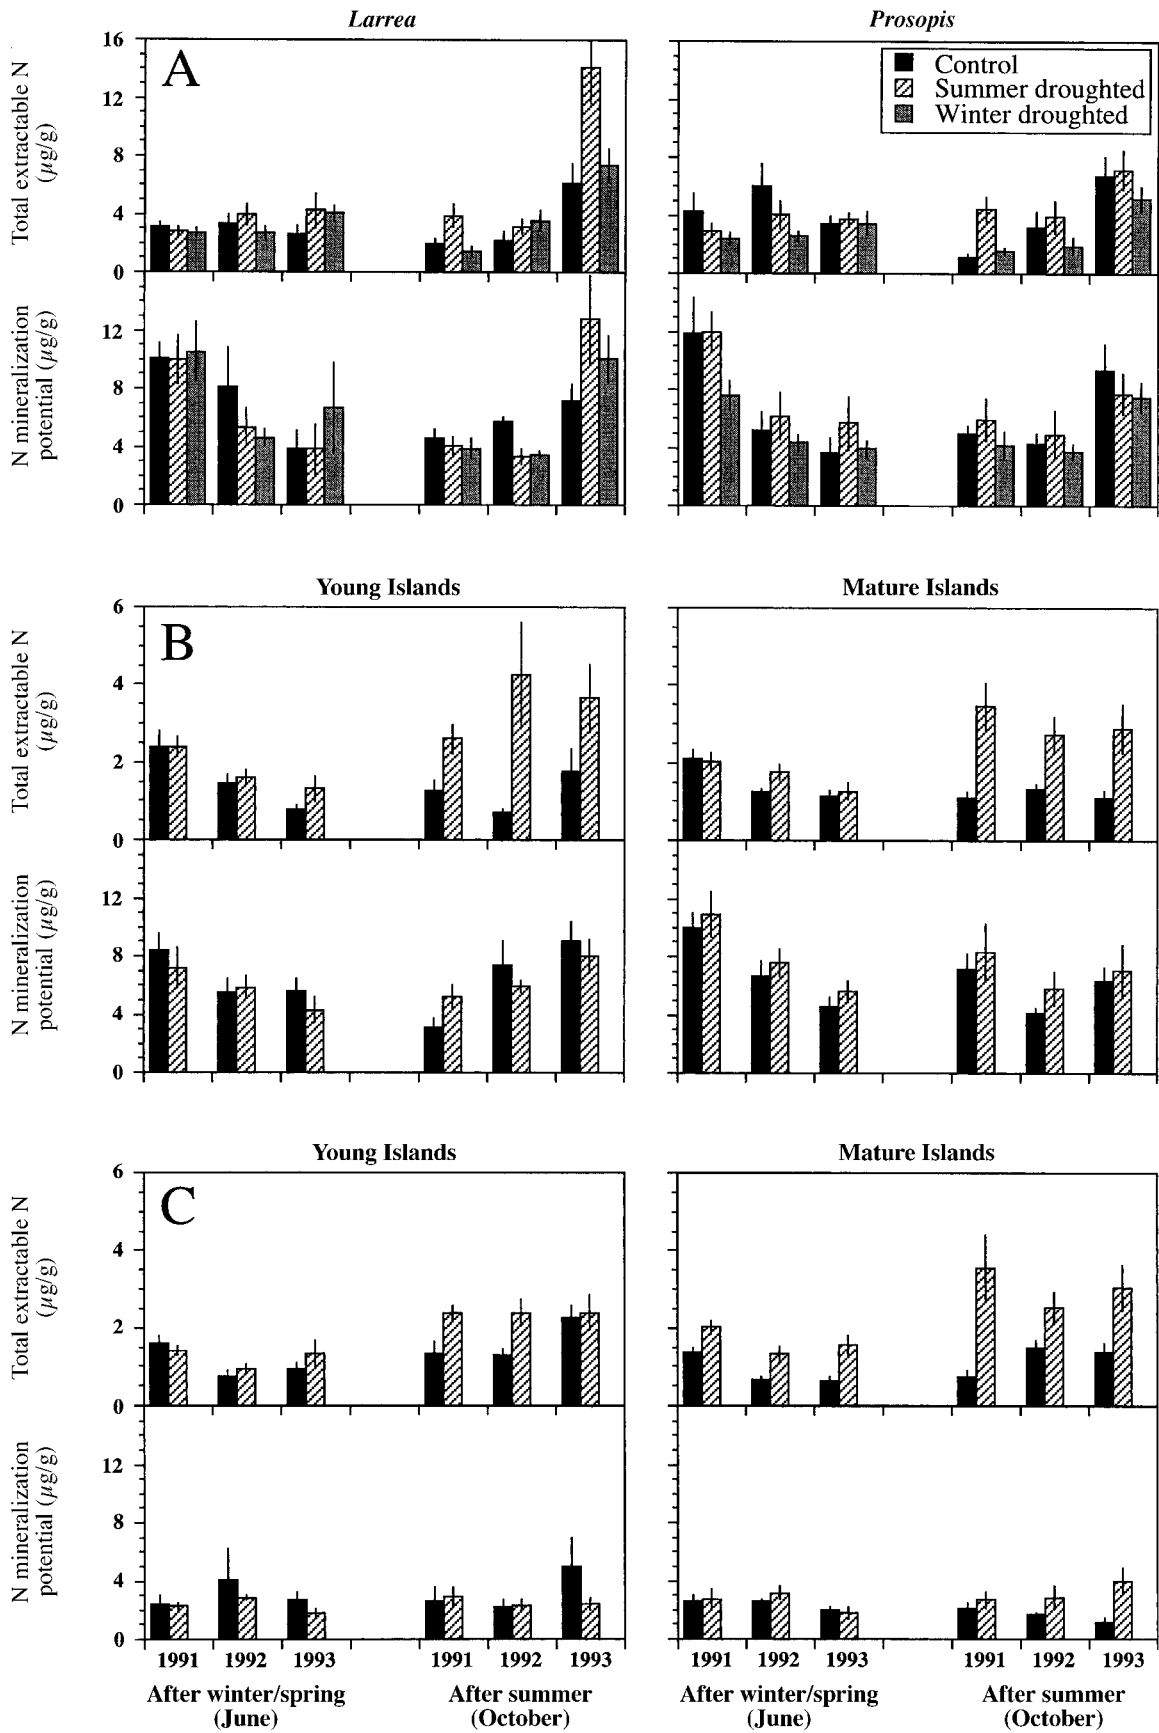 Larrea
Prosopis
A
Control
Summer droughted
Winter droughted
Total extractable N
(µg/g)
16
12
8
4
0
N mineralization
potential (µg/g)
12
8
4
0
Young Islands
Mature Islands
B
Total extractable N
(µg/g)
6
4
2
0
N mineralization
potential (µg/g)
12
8
4
0
Young Islands
Mature Islands
C
Total extractable N
(µg/g)
6
4
2
0
N mineralization
potential (µg/g)
12
8
4
0
1991 1992 1993 1991 1992 1993 1991 1992 1993 1991 1992 1993
After winter/spring After summer After winter/spring After summer
(June) (October) (June) (October)